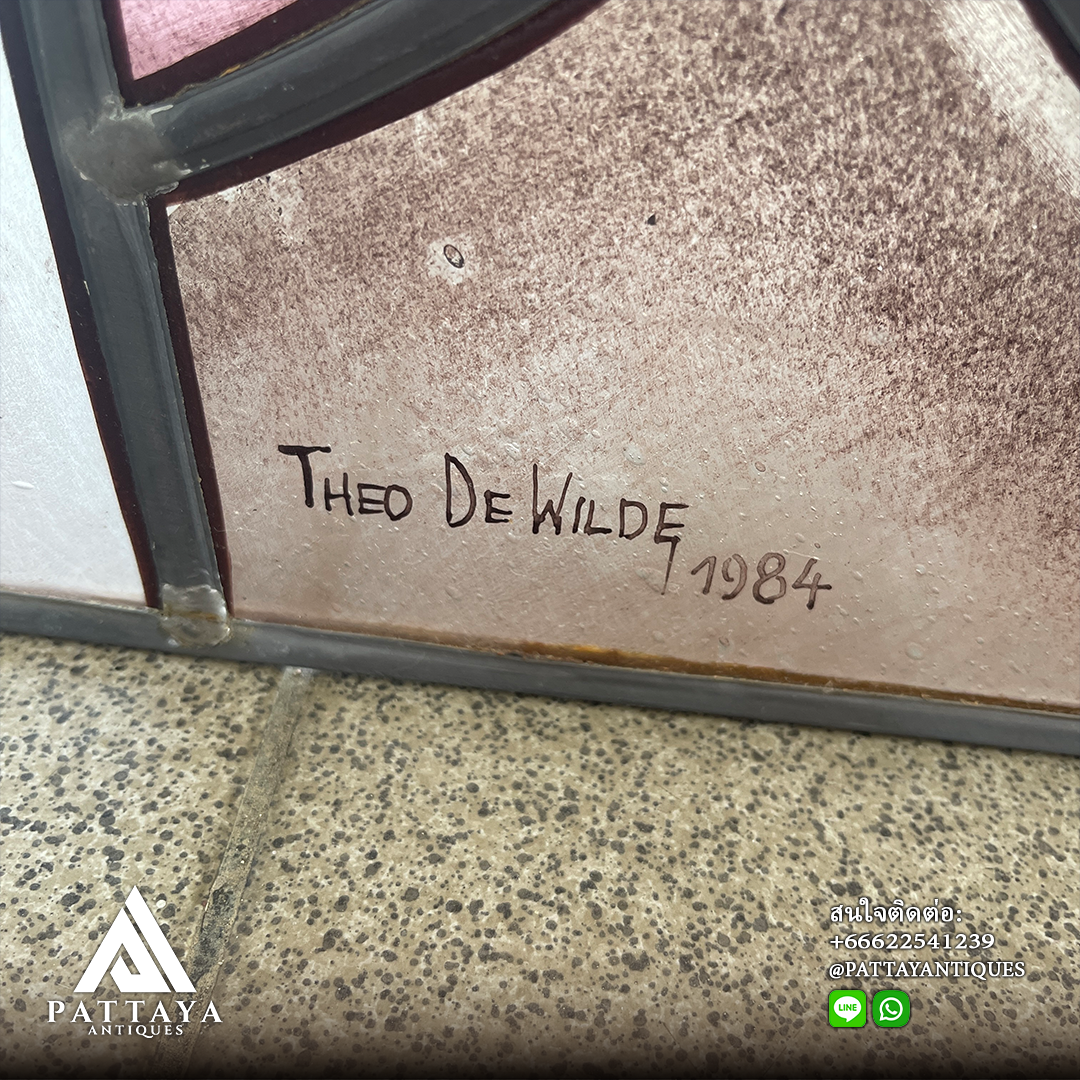 THEO DE WILDE
1984
PATTAYA
ANTIQUES
สนใจติดต่อ:
+66622541239
@PATTAYANTIQUES
LINE